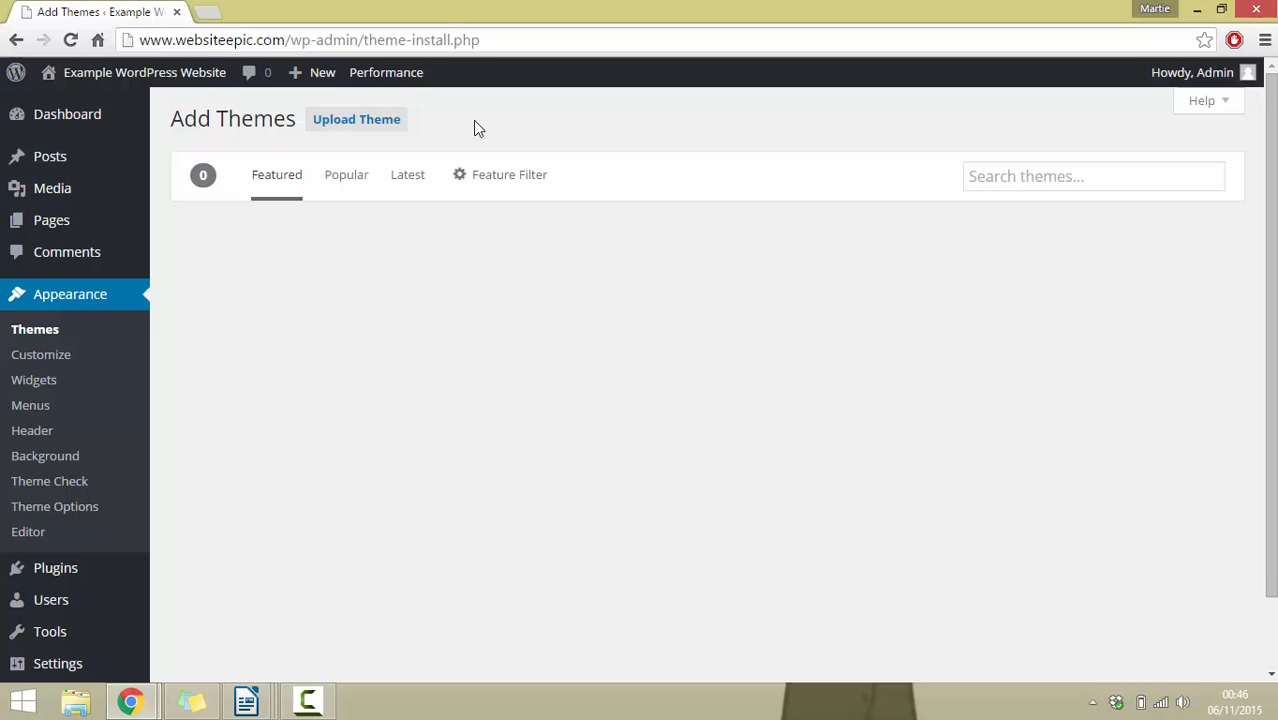 Add Themes ‹ Example W
Martie
www.websiteepic.com/wp-admin/theme-install.php
Example WordPress Website 0 New Performance Howdy, Admin
Help
Add Themes Upload Theme
0 Featured Popular Latest Feature Filter Search themes...
Dashboard
Posts
Media
Pages
Comments
Appearance
Themes
Customize
Widgets
Menus
Header
Background
Theme Check
Theme Options
Editor
Plugins
Users
Tools
Settings
00:46
06/11/2015